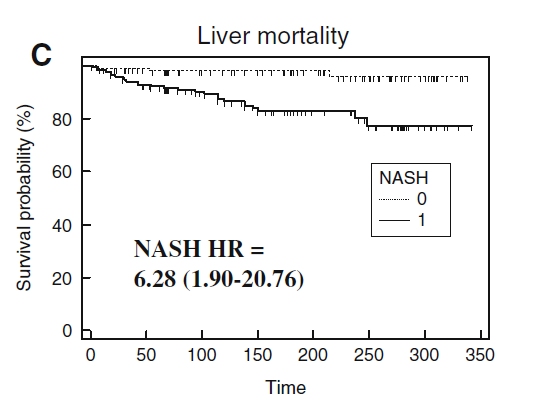 C
Liver mortality
Survival probability (%)
80
60
40
20
0
NASH
0
1
NASH HR =
6.28 (1.90-20.76)
0 50 100 150 200 250 300 350
Time